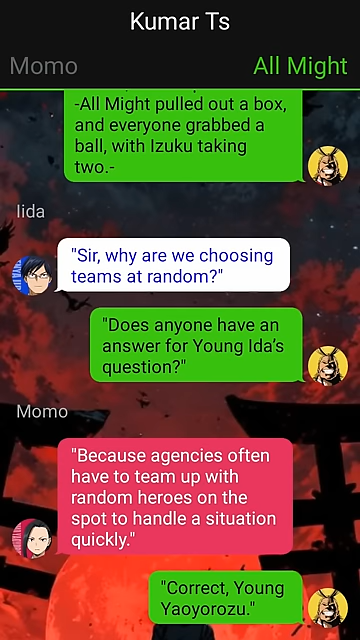 Kumar Ts
Momo All Might
-All Might pulled out a box,
and everyone grabbed a
ball, with Izuku taking
two.-
Iida
"Sir, why are we choosing
teams at random?"
"Does anyone have an
answer for Young Ida's
question?"
Momo
"Because agencies often
have to team up with
random heroes on the
spot to handle a situation
quickly."
"Correct, Young
Yaoyorozu."